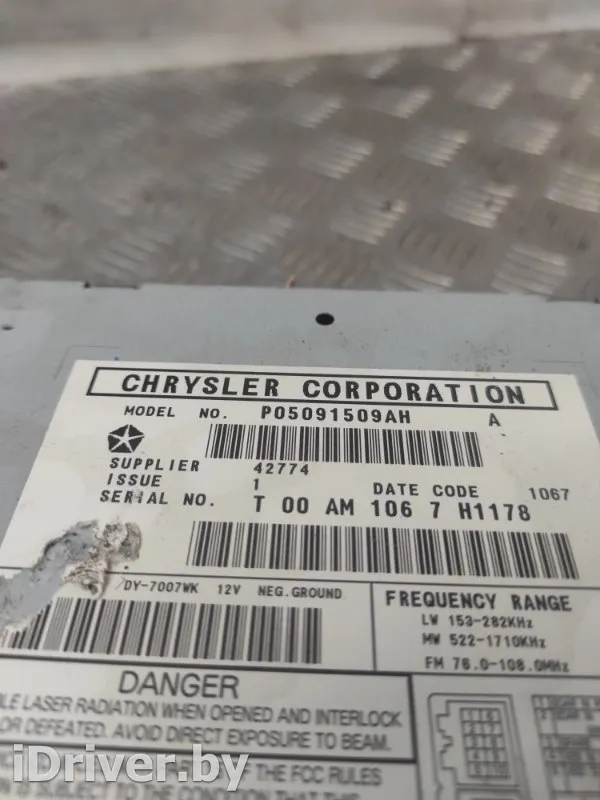 CHRYSLER CORPORATION
MODEL NO. P05091509AH A
SUPPLIER 42774
ISSUE 1 DATE CODE 1067
SERIAL NO. T 00 AM 106 7 H1178
DY-7007WK 12V NEG.GROUND
FREQUENCY RANGE
LW 153-282KHz
MW 522-1710KHz
FM 76.0-108.0MHz
DANGER
LASER RADIATION WHEN OPENED AND INTERLOCK
OR DEFEATED. AVOID DIRECT EXPOSURE TO BEAM.
THE FCC RULES
iDriver.by